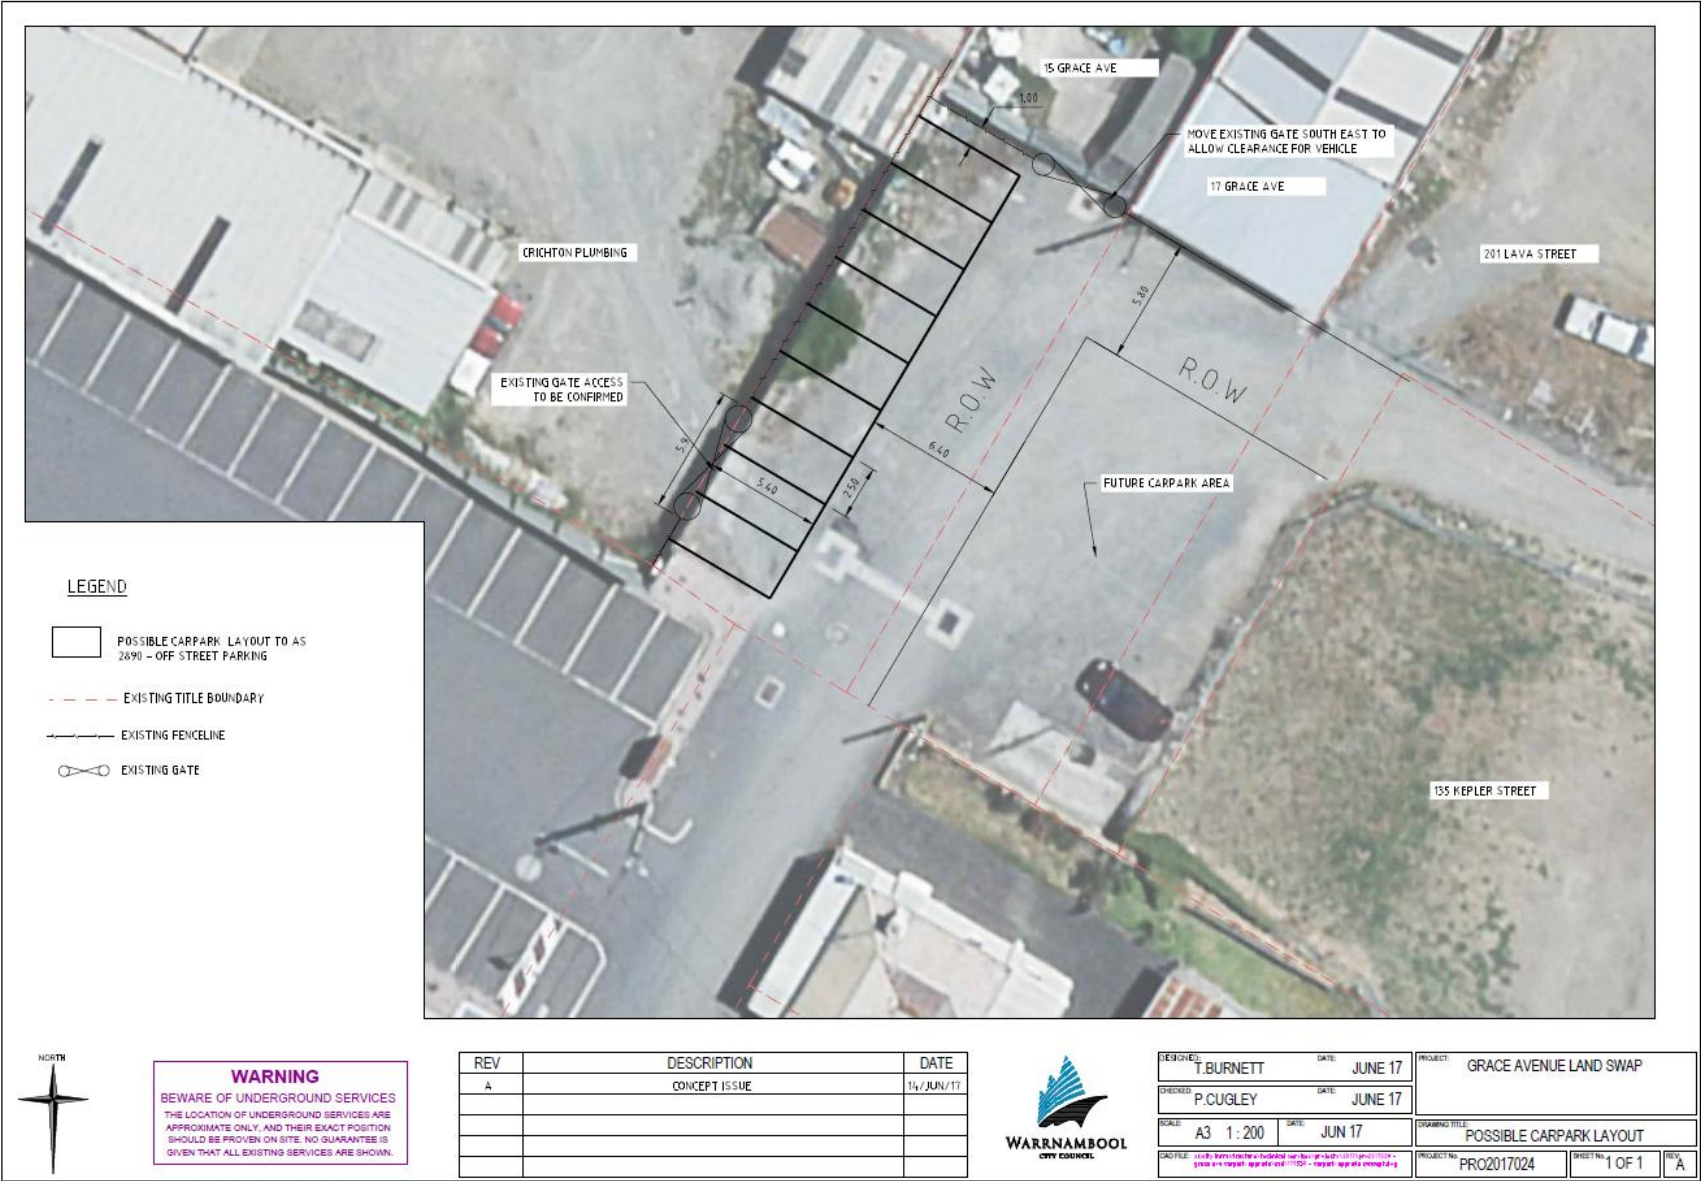 15 GRACE AVE
1.00
MOVE EXISTING GATE SOUTH EAST TO
ALLOW CLEARANCE FOR VEHICLE
17 GRACE AVE
CRICHTON PLUMBING
201 LAVA STREET
5.80
R.O.W
R.O.W
EXISTING GATE ACCESS
TO BE CONFIRMED
5.9
6.40
5.40
2.50
FUTURE CARPARK AREA
135 KEPLER STREET
LEGEND
POSSIBLE CARPARK LAYOUT TO AS
2890 - OFF STREET PARKING
EXISTING TITLE BOUNDARY
EXISTING FENCELINE
EXISTING GATE
NORTH
WARNING
BEWARE OF UNDERGROUND SERVICES
THE LOCATION OF UNDERGROUND SERVICES ARE
APPROXIMATE ONLY, AND THEIR EXACT POSITION
SHOULD BE PROVEN ON SITE. NO GUARANTEE IS
GIVEN THAT ALL EXISTING SERVICES ARE SHOWN.
REV DESCRIPTION DATE
A CONCEPT ISSUE 14/JUN/17
WARRNAMBOOL
CITY COUNCIL
DESIGNED: T.BURNETT DATE: JUNE 17
CHECKED: P.CUGLEY DATE: JUNE 17
SCALE: A3 1 : 200 DATE: JUN 17
CAD FILE:
PROJECT: GRACE AVENUE LAND SWAP
DRAWING TITLE: POSSIBLE CARPARK LAYOUT
PROJECT No. PRO2017024 SHEET No. 1 OF 1 REV. A